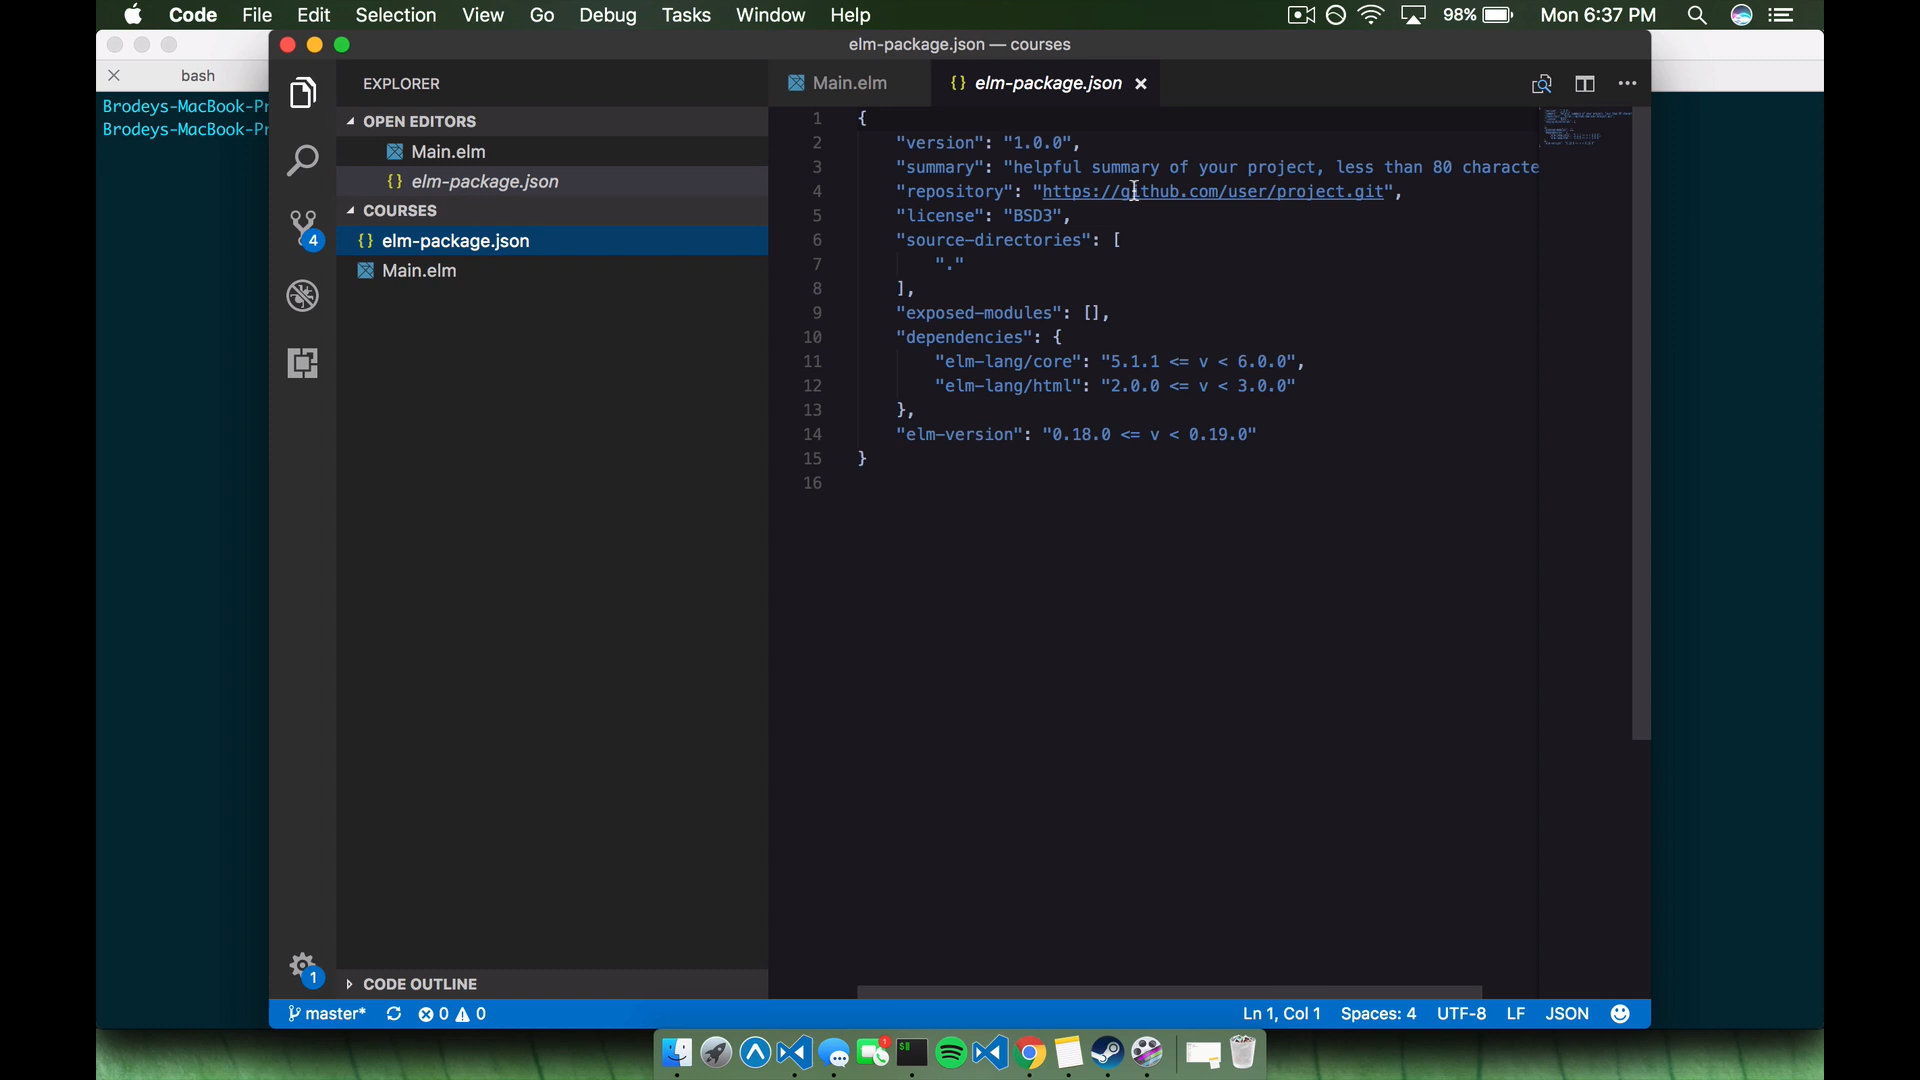 Code File Edit Selection View Go Debug Tasks Window Help
98% Mon 6:37 PM
elm-package.json — courses
bash
Brodeys-MacBook-Pr
Brodeys-MacBook-Pr
EXPLORER
OPEN EDITORS
Main.elm
elm-package.json
COURSES
elm-package.json
Main.elm
4
1
CODE OUTLINE
Main.elm
elm-package.json
1 {
2 "version": "1.0.0",
3 "summary": "helpful summary of your project, less than 80 characte
4 "repository": "https://github.com/user/project.git",
5 "license": "BSD3",
6 "source-directories": [
7 "."
8 ],
9 "exposed-modules": [],
10 "dependencies": {
11 "elm-lang/core": "5.1.1 <= v < 6.0.0",
12 "elm-lang/html": "2.0.0 <= v < 3.0.0"
13 },
14 "elm-version": "0.18.0 <= v < 0.19.0"
15 }
16
master* 0 0 Ln 1, Col 1 Spaces: 4 UTF-8 LF JSON
1